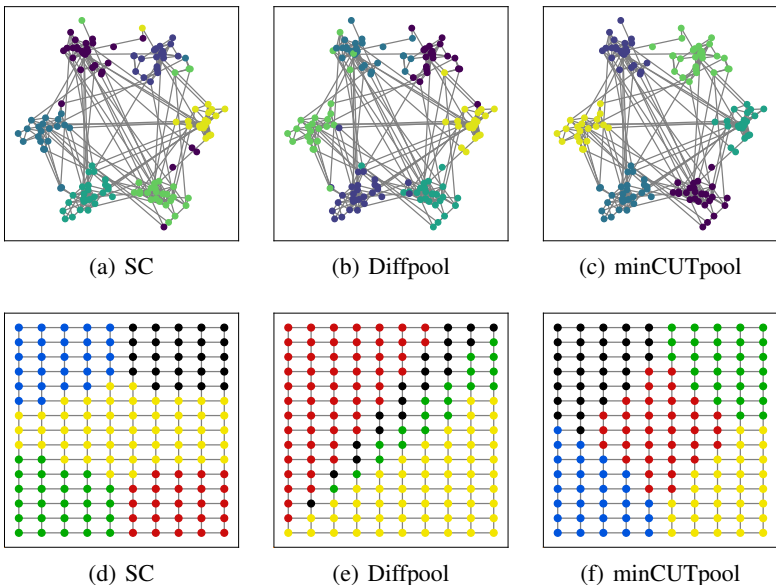 (a) SC
(b) Diffpool
(c) minCUTpool
(d) SC
(e) Diffpool
(f) minCUTpool